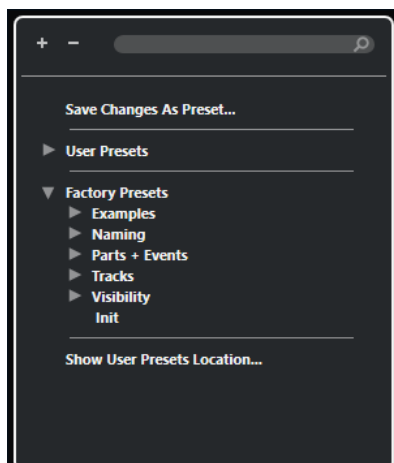 Save Changes As Preset...
User Presets
Factory Presets
Examples
Naming
Parts + Events
Tracks
Visibility
Init
Show User Presets Location...